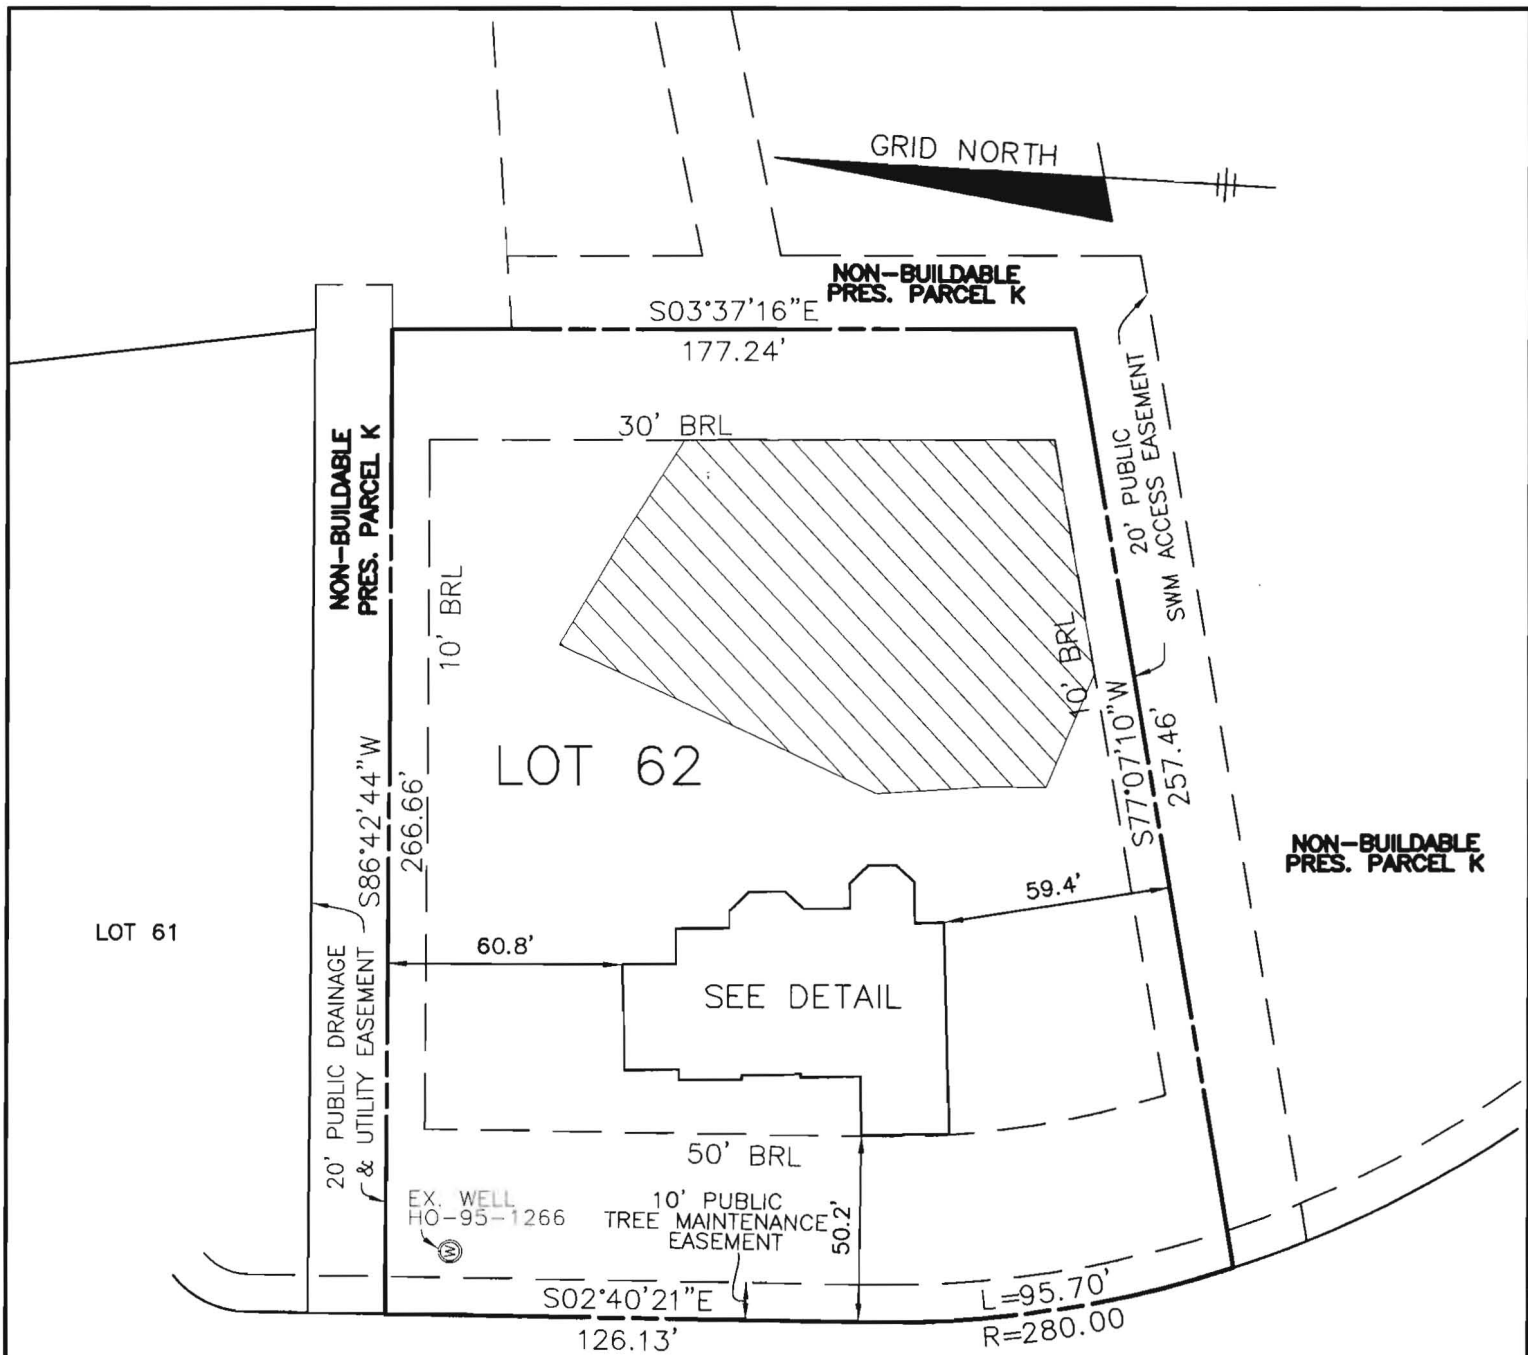 GRID NORTH
NON-BUILDABLE
PRES. PARCEL K
S03°37'16"E
177.24'
20' PUBLIC
SWM ACCESS EASEMENT
30' BRL
NON-BUILDABLE
PRES. PARCEL K
10' BRL
10' BRL
LOT 62
S86°42'44"W
266.66'
S77°07'10"W
257.46'
NON-BUILDABLE
PRES. PARCEL K
LOT 61
59.4'
60.8'
SEE DETAIL
20' PUBLIC DRAINAGE
& UTILITY EASEMENT
50' BRL
EX. WELL
HO-95-1266
W
10' PUBLIC
TREE MAINTENANCE
EASEMENT
50.2'
S02°40'21"E
126.13'
L=95.70'
R=280.00